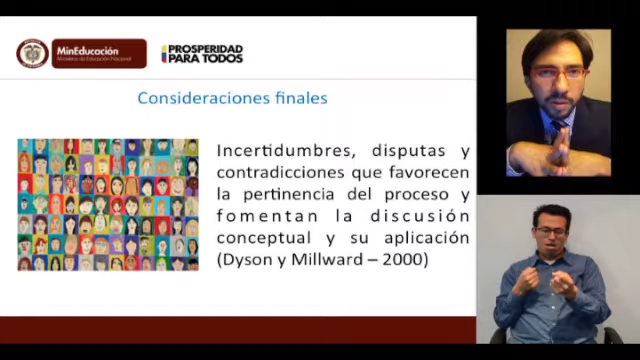 MinEducación
Ministerio de Educación Nacional
PROSPERIDAD
PARA TODOS
Consideraciones finales
Incertidumbres, disputas y
contradicciones que favorecen
la pertinencia del proceso y
fomentan la discusión
conceptual y su aplicación
(Dyson y Millward – 2000)